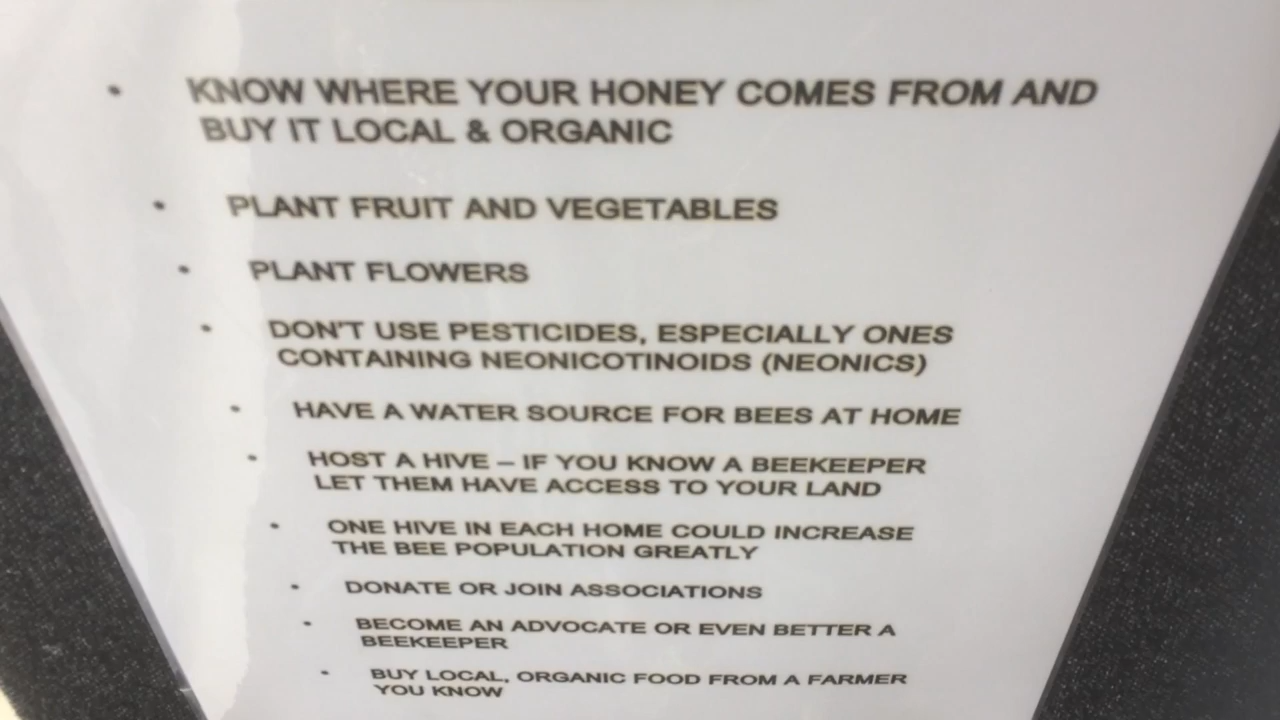 • KNOW WHERE YOUR HONEY COMES FROM AND
BUY IT LOCAL & ORGANIC
• PLANT FRUIT AND VEGETABLES
• PLANT FLOWERS
• DON'T USE PESTICIDES, ESPECIALLY ONES
CONTAINING NEONICOTINOIDS (NEONICS)
• HAVE A WATER SOURCE FOR BEES AT HOME
• HOST A HIVE – IF YOU KNOW A BEEKEEPER
LET THEM HAVE ACCESS TO YOUR LAND
• ONE HIVE IN EACH HOME COULD INCREASE
THE BEE POPULATION GREATLY
• DONATE OR JOIN ASSOCIATIONS
• BECOME AN ADVOCATE OR EVEN BETTER A
BEEKEEPER
• BUY LOCAL, ORGANIC FOOD FROM A FARMER
YOU KNOW